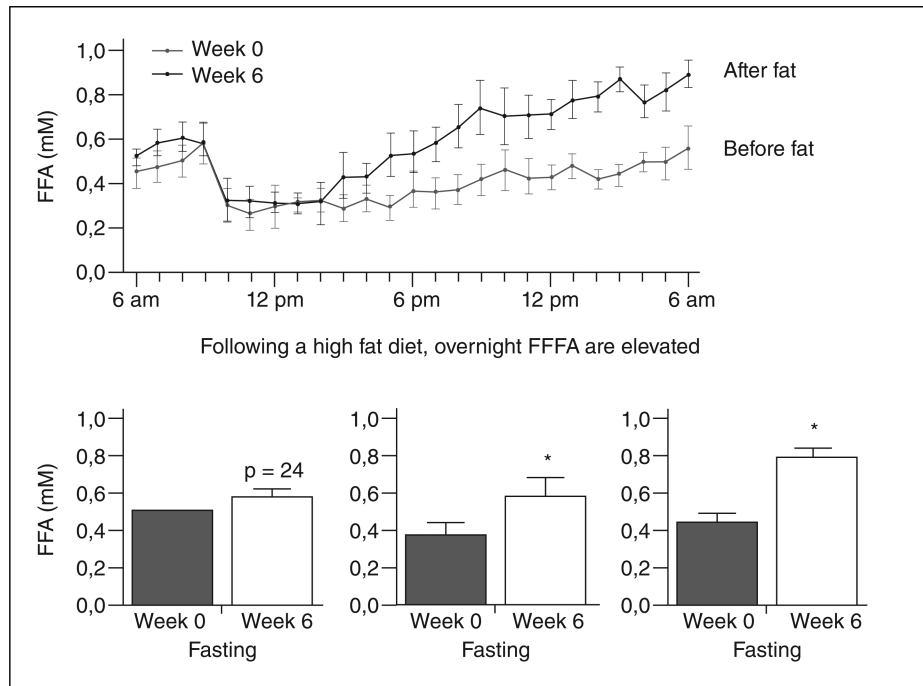 1,0
0,8
0,6
0,4
0,2
0,0
FFA (mM)
Week 0
Week 6
After fat
Before fat
6 am 12 pm 6 pm 12 pm 6 am
Following a high fat diet, overnight FFFA are elevated
1,0
0,8
0,6
0,4
0,2
0,0
FFA (mM)
p = 24
Week 0 Week 6
Fasting
1,0
0,8
0,6
0,4
0,2
0,0
*
Week 0 Week 6
Fasting
1,0
0,8
0,6
0,4
0,2
0,0
*
Week 0 Week 6
Fasting